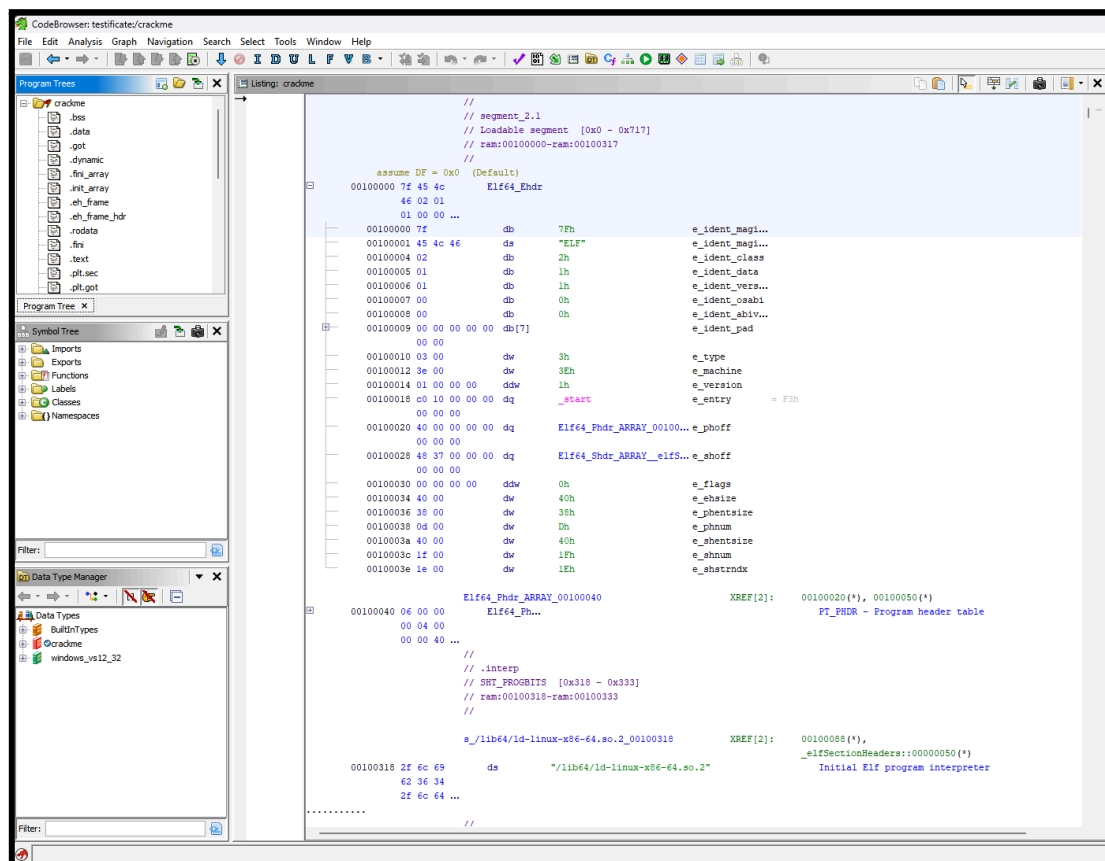 CodeBrowser: testificate:/crackme
File Edit Analysis Graph Navigation Search Select Tools Window Help
I D U L F V B
Program Trees
crackme
.bss
.data
.got
.dynamic
.fini_array
.init_array
.eh_frame
.eh_frame_hdr
.rodata
.fini
.text
.plt.sec
.plt.got
Program Tree
Symbol Tree
Imports
Exports
Functions
Labels
Classes
Namespaces
Filter:
Data Type Manager
Data Types
BuiltInTypes
crackme
windows_vs12_32
Filter:
Listing: crackme
//
// segment_2.1
// Loadable segment [0x0 - 0x717]
// ram:00100000-ram:00100317
//
assume DF = 0x0 (Default)
00100000 7f 45 4c Elf64_Ehdr
46 02 01
01 00 00 ...
00100000 7f db 7Fh e_ident_magi...
00100001 45 4c 46 ds "ELF" e_ident_magi...
00100004 02 db 2h e_ident_class
00100005 01 db 1h e_ident_data
00100006 01 db 1h e_ident_vers...
00100007 00 db 0h e_ident_osabi
00100008 00 db 0h e_ident_abiv...
00100009 00 00 00 00 00 db[7] e_ident_pad
00 00
00100010 03 00 dw 3h e_type
00100012 3e 00 dw 3Eh e_machine
00100014 01 00 00 00 ddw 1h e_version
00100018 c0 10 00 00 00 dq _start e_entry = F3h
00 00 00
00100020 40 00 00 00 00 dq Elf64_Phdr_ARRAY_00100... e_phoff
00 00 00
00100028 48 37 00 00 00 dq Elf64_Shdr_ARRAY__elfS... e_shoff
00 00 00
00100030 00 00 00 00 ddw 0h e_flags
00100034 40 00 dw 40h e_ehsize
00100036 38 00 dw 38h e_phentsize
00100038 0d 00 dw Dh e_phnum
0010003a 40 00 dw 40h e_shentsize
0010003c 1f 00 dw 1Fh e_shnum
0010003e 1e 00 dw 1Eh e_shstrndx
Elf64_Phdr_ARRAY_00100040 XREF[2]: 00100020(*), 00100050(*)
00100040 06 00 00 Elf64_Ph... PT_PHDR - Program header table
00 04 00
00 00 40 ...
//
// .interp
// SHT_PROGBITS [0x318 - 0x333]
// ram:00100318-ram:00100333
//
s_/lib64/ld-linux-x86-64.so.2_00100318 XREF[2]: 00100088(*),
_elfSectionHeaders::00000050(*)
00100318 2f 6c 69 ds "/lib64/ld-linux-x86-64.so.2" Initial Elf program interpreter
62 36 34
2f 6c 64 ...
...........
//